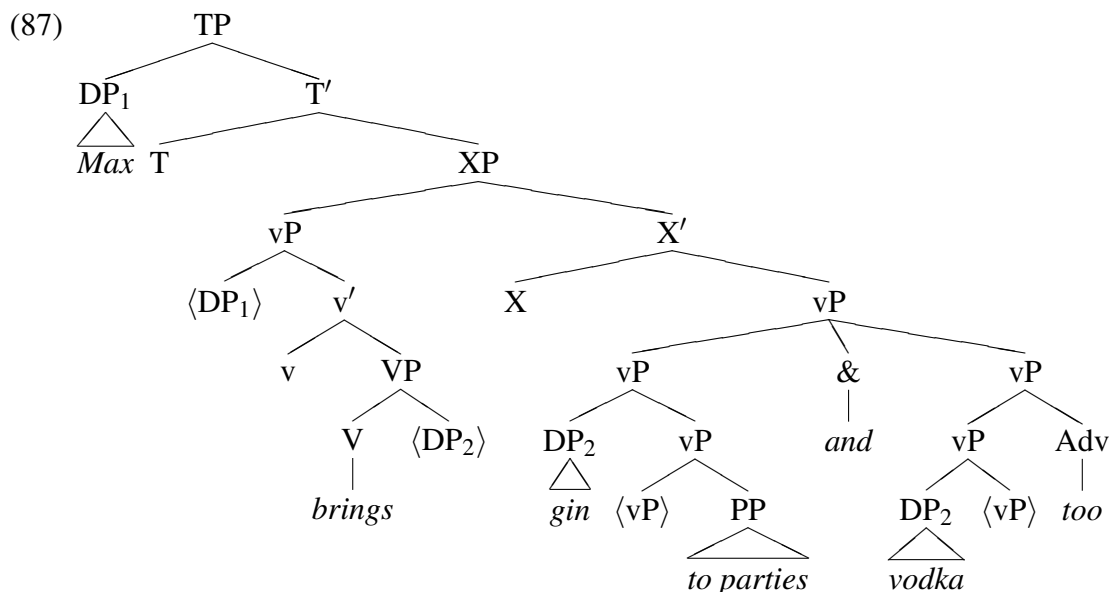 (87) TP
DP₁ T′
Max T XP
vP X′
⟨DP₁⟩ v′ X vP
v VP vP & vP
V ⟨DP₂⟩ DP₂ vP and vP Adv
brings gin ⟨vP⟩ PP DP₂ ⟨vP⟩ too
to parties vodka